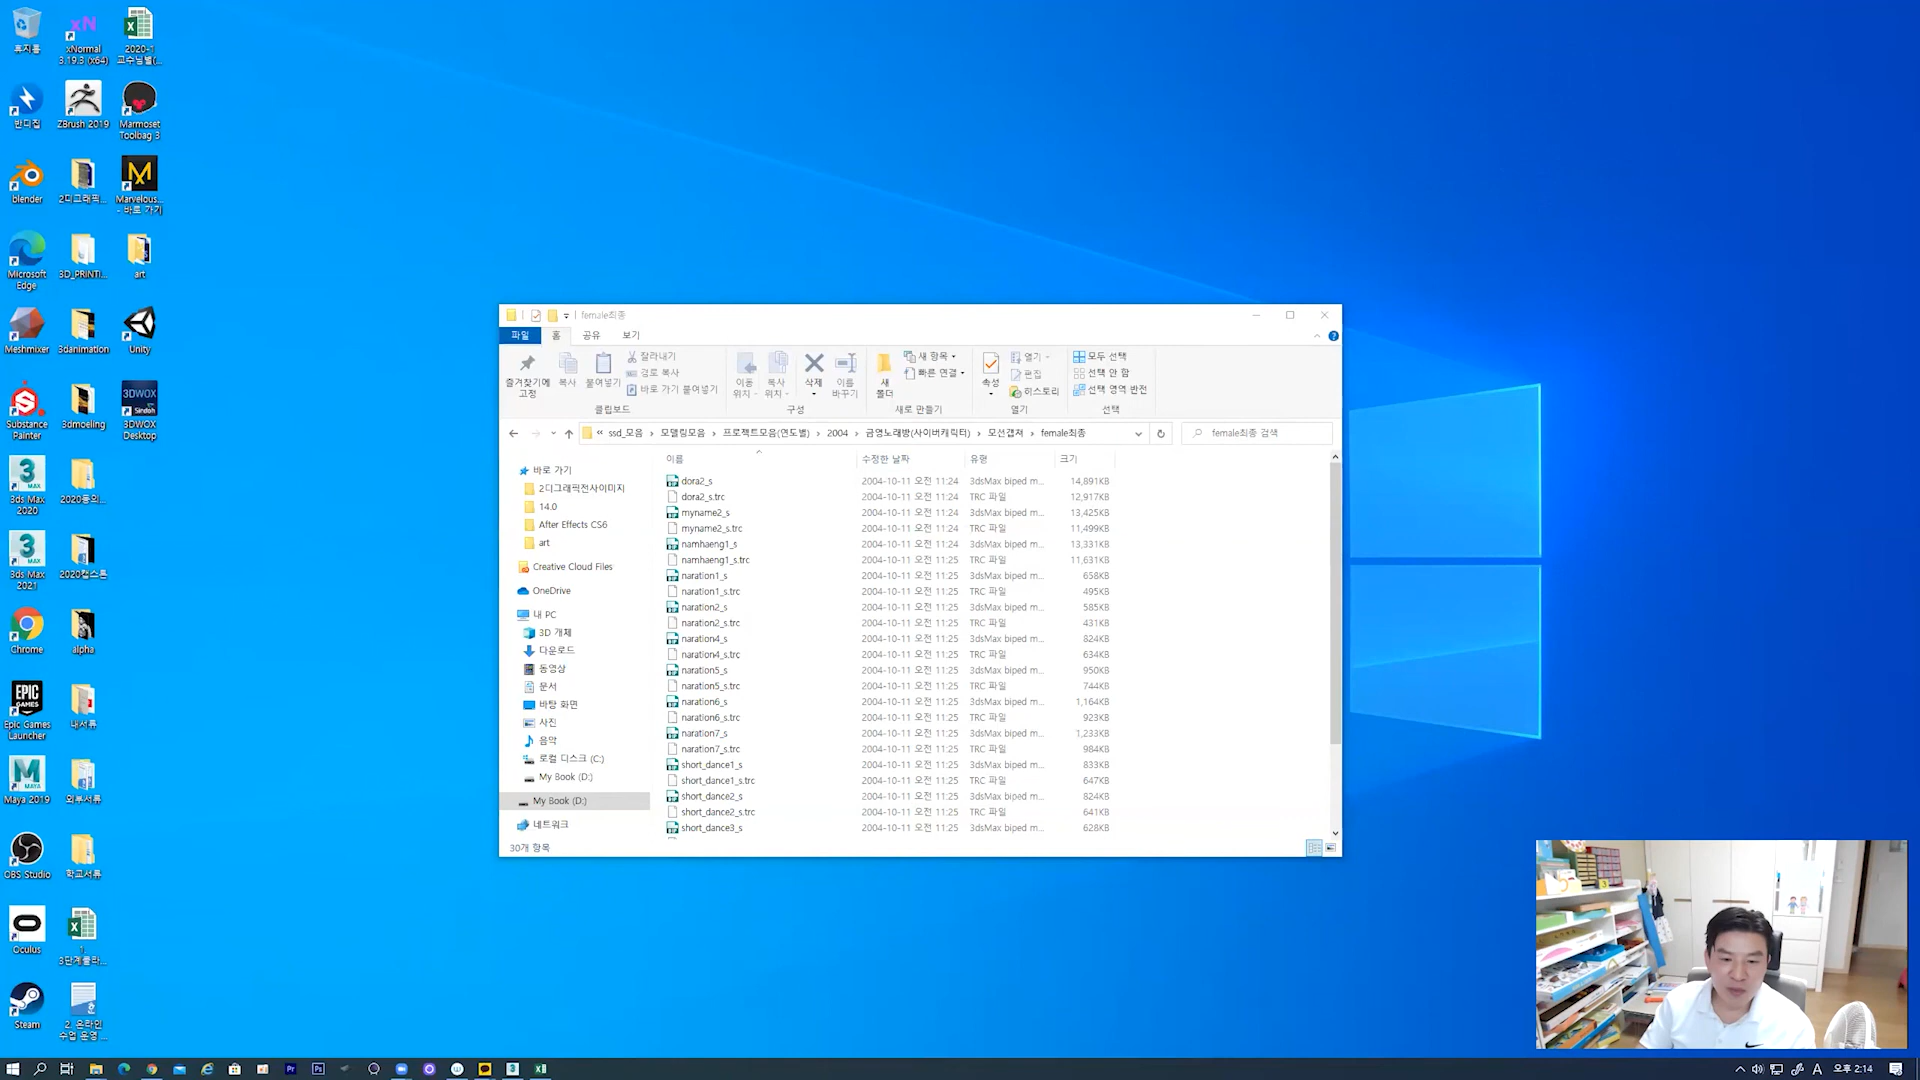 휴지통
xNormal
3.19.3 (x64)
2020-1
교수님별(...
반디집
ZBrush 2019
Marmoset
Toolbag 3
blender
2디그래픽...
Marvelous...
- 바로 가기
Microsoft
Edge
3D_PRINTI...
art
Meshmixer
3danimation
Unity
Substance
Painter
3dmoeling
3DWOX
Sindoh
3DWOX
Desktop
3ds Max
2020
2020동의...
3ds Max
2021
2020캡스톤
Chrome
alpha
EPIC
GAMES
Epic Games
Launcher
내서류
Maya 2019
외부서류
OBS Studio
학교서류
Oculus
1
3단계클라...
Steam
2. 온라인
수업 운영 ...
female최종
파일 홈 공유 보기
즐겨찾기에
고정
복사
붙여넣기
잘라내기
경로 복사
바로 가기 붙여넣기
클립보드
이동
위치
복사
위치
삭제
이름
바꾸기
구성
새
폴더
새 항목
빠른 연결
새로 만들기
속성
열기
편집
히스토리
열기
모두 선택
선택 안 함
선택 영역 반전
선택
« ssd_모음 › 모델링모음 › 프로젝트모음(연도별) › 2004 › 금영노래방(사이버캐릭터) › 모션캡쳐 › female최종
female최종 검색
바로 가기
2디그래픽전사이미지
14.0
After Effects CS6
art
Creative Cloud Files
OneDrive
내 PC
3D 개체
다운로드
동영상
문서
바탕 화면
사진
음악
로컬 디스크 (C:)
My Book (D:)
My Book (D:)
네트워크
이름 수정한 날짜 유형 크기
dora2_s 2004-10-11 오전 11:24 3dsMax biped m... 14,891KB
dora2_s.trc 2004-10-11 오전 11:24 TRC 파일 12,917KB
myname2_s 2004-10-11 오전 11:24 3dsMax biped m... 13,425KB
myname2_s.trc 2004-10-11 오전 11:24 TRC 파일 11,499KB
namhaeng1_s 2004-10-11 오전 11:24 3dsMax biped m... 13,331KB
namhaeng1_s.trc 2004-10-11 오전 11:24 TRC 파일 11,631KB
naration1_s 2004-10-11 오전 11:25 3dsMax biped m... 658KB
naration1_s.trc 2004-10-11 오전 11:25 TRC 파일 495KB
naration2_s 2004-10-11 오전 11:25 3dsMax biped m... 585KB
naration2_s.trc 2004-10-11 오전 11:25 TRC 파일 431KB
naration4_s 2004-10-11 오전 11:25 3dsMax biped m... 824KB
naration4_s.trc 2004-10-11 오전 11:25 TRC 파일 634KB
naration5_s 2004-10-11 오전 11:25 3dsMax biped m... 950KB
naration5_s.trc 2004-10-11 오전 11:25 TRC 파일 744KB
naration6_s 2004-10-11 오전 11:25 3dsMax biped m... 1,164KB
naration6_s.trc 2004-10-11 오전 11:25 TRC 파일 923KB
naration7_s 2004-10-11 오전 11:25 3dsMax biped m... 1,233KB
naration7_s.trc 2004-10-11 오전 11:25 TRC 파일 984KB
short_dance1_s 2004-10-11 오전 11:25 3dsMax biped m... 833KB
short_dance1_s.trc 2004-10-11 오전 11:25 TRC 파일 647KB
short_dance2_s 2004-10-11 오전 11:25 3dsMax biped m... 824KB
short_dance2_s.trc 2004-10-11 오전 11:25 TRC 파일 641KB
short_dance3_s 2004-10-11 오전 11:25 3dsMax biped m... 628KB
30개 항목
A 오후 2:14